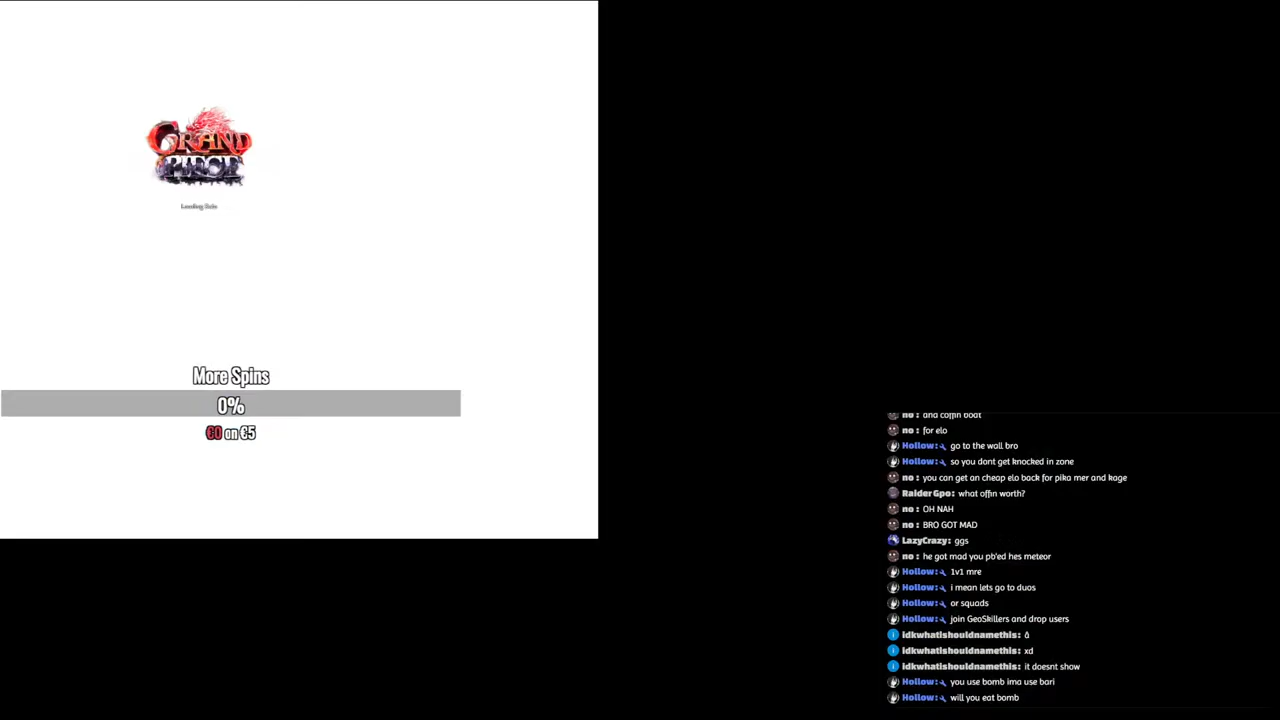 GRAND
PIECE
Loading Data
More Spins
0%
€0 on €5
no : and coffin boat
no : for elo
Hollow: go to the wall bro
Hollow: so you dont get knocked in zone
no : you can get an cheap elo back for pika mer and kage
RaiderGpo: what offin worth?
no : OH NAH
no : BRO GOT MAD
LazyCrazy: ggs
no : he got mad you pb'ed hes meteor
Hollow: 1v1 mre
Hollow: i mean lets go to duos
Hollow: or squads
Hollow: join GeoSkillers and drop users
idkwhatishouldnamethis: å
idkwhatishouldnamethis: xd
idkwhatishouldnamethis: it doesnt show
Hollow: you use bomb ima use bari
Hollow: will you eat bomb